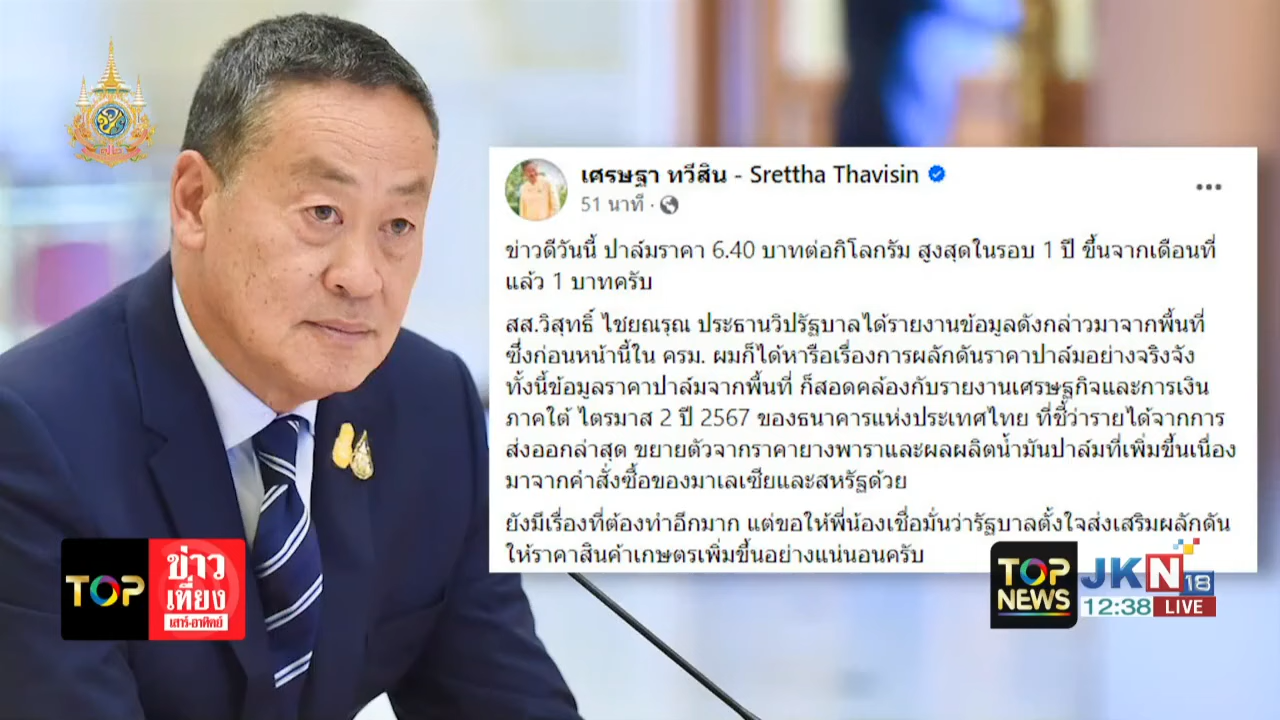 เศรษฐา ทวีสิน - Srettha Thavisin
51 นาที ·
ข่าวดีวันนี้ ปาล์มราคา 6.40 บาทต่อกิโลกรัม สูงสุดในรอบ 1 ปี ขึ้นจากเดือนที่
แล้ว 1 บาทครับ
สส.วิสุทธิ์ ไชยณรุณ ประธานวิปรัฐบาลได้รายงานข้อมูลดังกล่าวมาจากพื้นที่
ซึ่งก่อนหน้านี้ใน ครม. ผมก็ได้หารือเรื่องการผลักดันราคาปาล์มอย่างจริงจัง
ทั้งนี้ข้อมูลราคาปาล์มจากพื้นที่ ก็สอดคล้องกับรายงานเศรษฐกิจและการเงิน
ภาคใต้ ไตรมาส 2 ปี 2567 ของธนาคารแห่งประเทศไทย ที่ชี้ว่ารายได้จากการ
ส่งออกล่าสุด ขยายตัวจากราคายางพาราและผลผลิตน้ำมันปาล์มที่เพิ่มขึ้นเนื่อง
มาจากคำสั่งซื้อของมาเลเซียและสหรัฐด้วย
ยังมีเรื่องที่ต้องทำอีกมาก แต่ขอให้พี่น้องเชื่อมั่นว่ารัฐบาลตั้งใจส่งเสริมผลักดัน
ให้ราคาสินค้าเกษตรเพิ่มขึ้นอย่างแน่นอนครับ
TOP
ข่าว
เที่ยง
เสาร์-อาทิตย์
TOP
NEWS
JKN 18
12:38 LIVE
๗๒